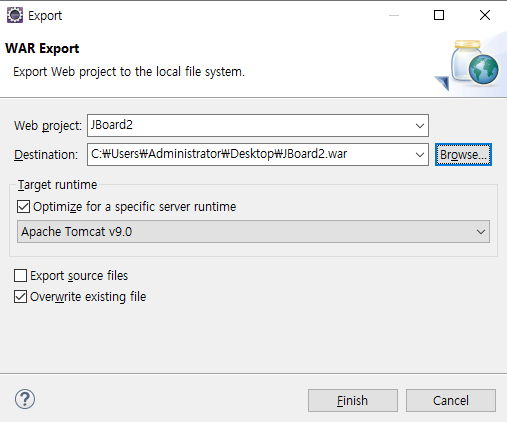 Export
WAR Export
Export Web project to the local file system.
Web project: JBoard2
Destination: C:₩Users₩Administrator₩Desktop₩JBoard2.war Browse...
Target runtime
Optimize for a specific server runtime
Apache Tomcat v9.0
Export source files
Overwrite existing file
Finish Cancel